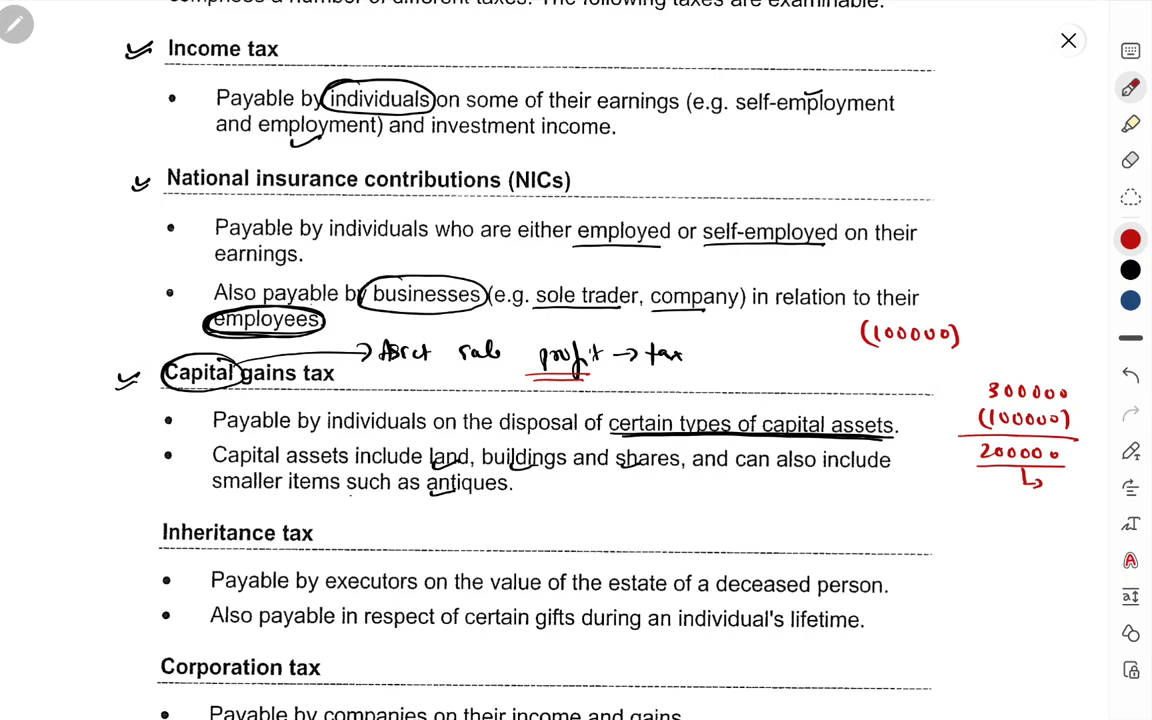 comprises a number of different taxes. The following taxes are examinable:
Income tax
• Payable by individuals on some of their earnings (e.g. self-employment
and employment) and investment income.
National insurance contributions (NICs)
• Payable by individuals who are either employed or self-employed on their
earnings.
• Also payable by businesses (e.g. sole trader, company) in relation to their
employees.
(100000)
→ Asset sale profit → tax
Capital gains tax
300000
(100000)
200000
• Payable by individuals on the disposal of certain types of capital assets.
• Capital assets include land, buildings and shares, and can also include
smaller items such as antiques.
Inheritance tax
• Payable by executors on the value of the estate of a deceased person.
• Also payable in respect of certain gifts during an individual's lifetime.
Corporation tax
• Payable by companies on their income and gains.